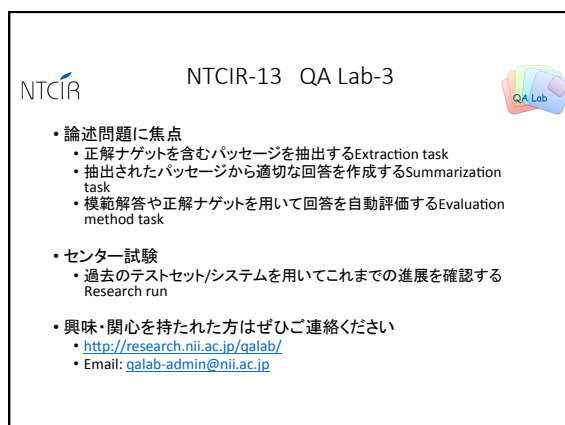 NTCIR
NTCIR-13 QA Lab-3
QA Lab
• 論述問題に焦点
• 正解ナゲットを含むパッセージを抽出するExtraction task
• 抽出されたパッセージから適切な回答を作成するSummarization
task
• 模範解答や正解ナゲットを用いて回答を自動評価するEvaluation
method task
• センター試験
• 過去のテストセット/システムを用いてこれまでの進展を確認する
Research run
• 興味・関心を持たれた方はぜひご連絡ください
• http://research.nii.ac.jp/qalab/
• Email: qalab-admin@nii.ac.jp